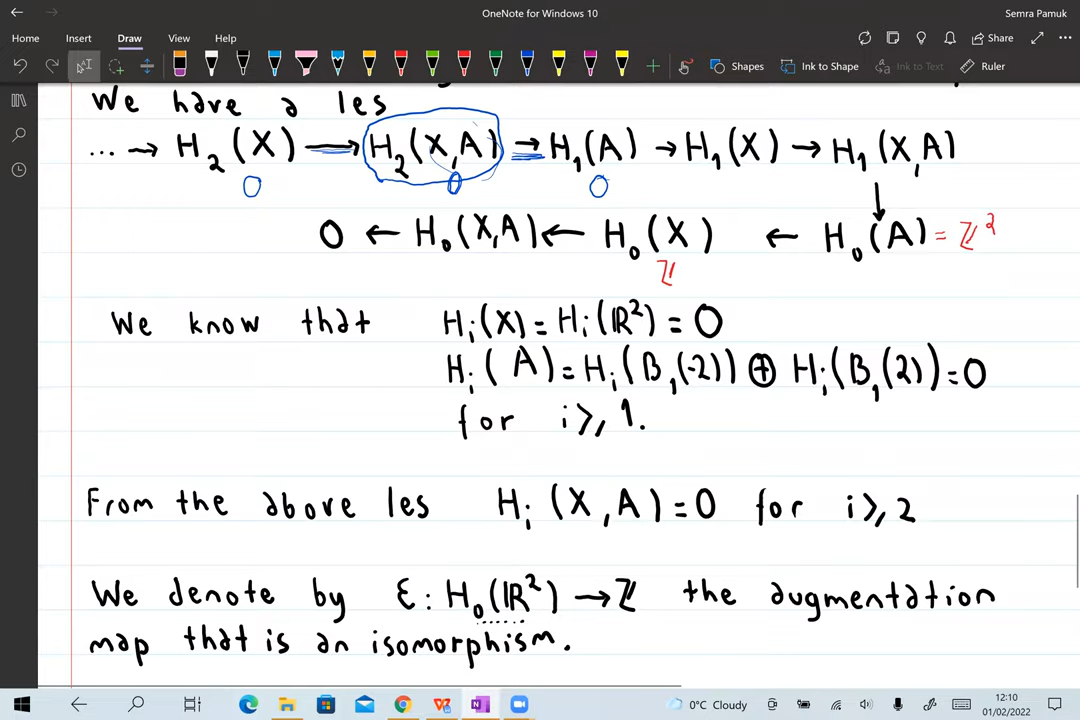 OneNote for Windows 10
Semra Pamuk
Home Insert Draw View Help
Share
Shapes Ink to Shape Ink to Text Ruler
We have a les
... → H₂(X) → H₂(X,A) → H₁(A) → H₁(X) → H₁(X,A)
0 0 0
↓
0 ← H₀(X,A) ← H₀(X) ← H₀(A) = ℤ²
ℤ
We know that Hᵢ(X) = Hᵢ(ℝ²) = 0
Hᵢ(A) = Hᵢ(B₁(-2)) ⊕ Hᵢ(B₁(2)) = 0
for i ≥ 1.
From the above les Hᵢ(X,A) = 0 for i ≥ 2
We denote by ε: H₀(ℝ²) → ℤ the augmentation
map that is an isomorphism.
0°C Cloudy
12:10
01/02/2022